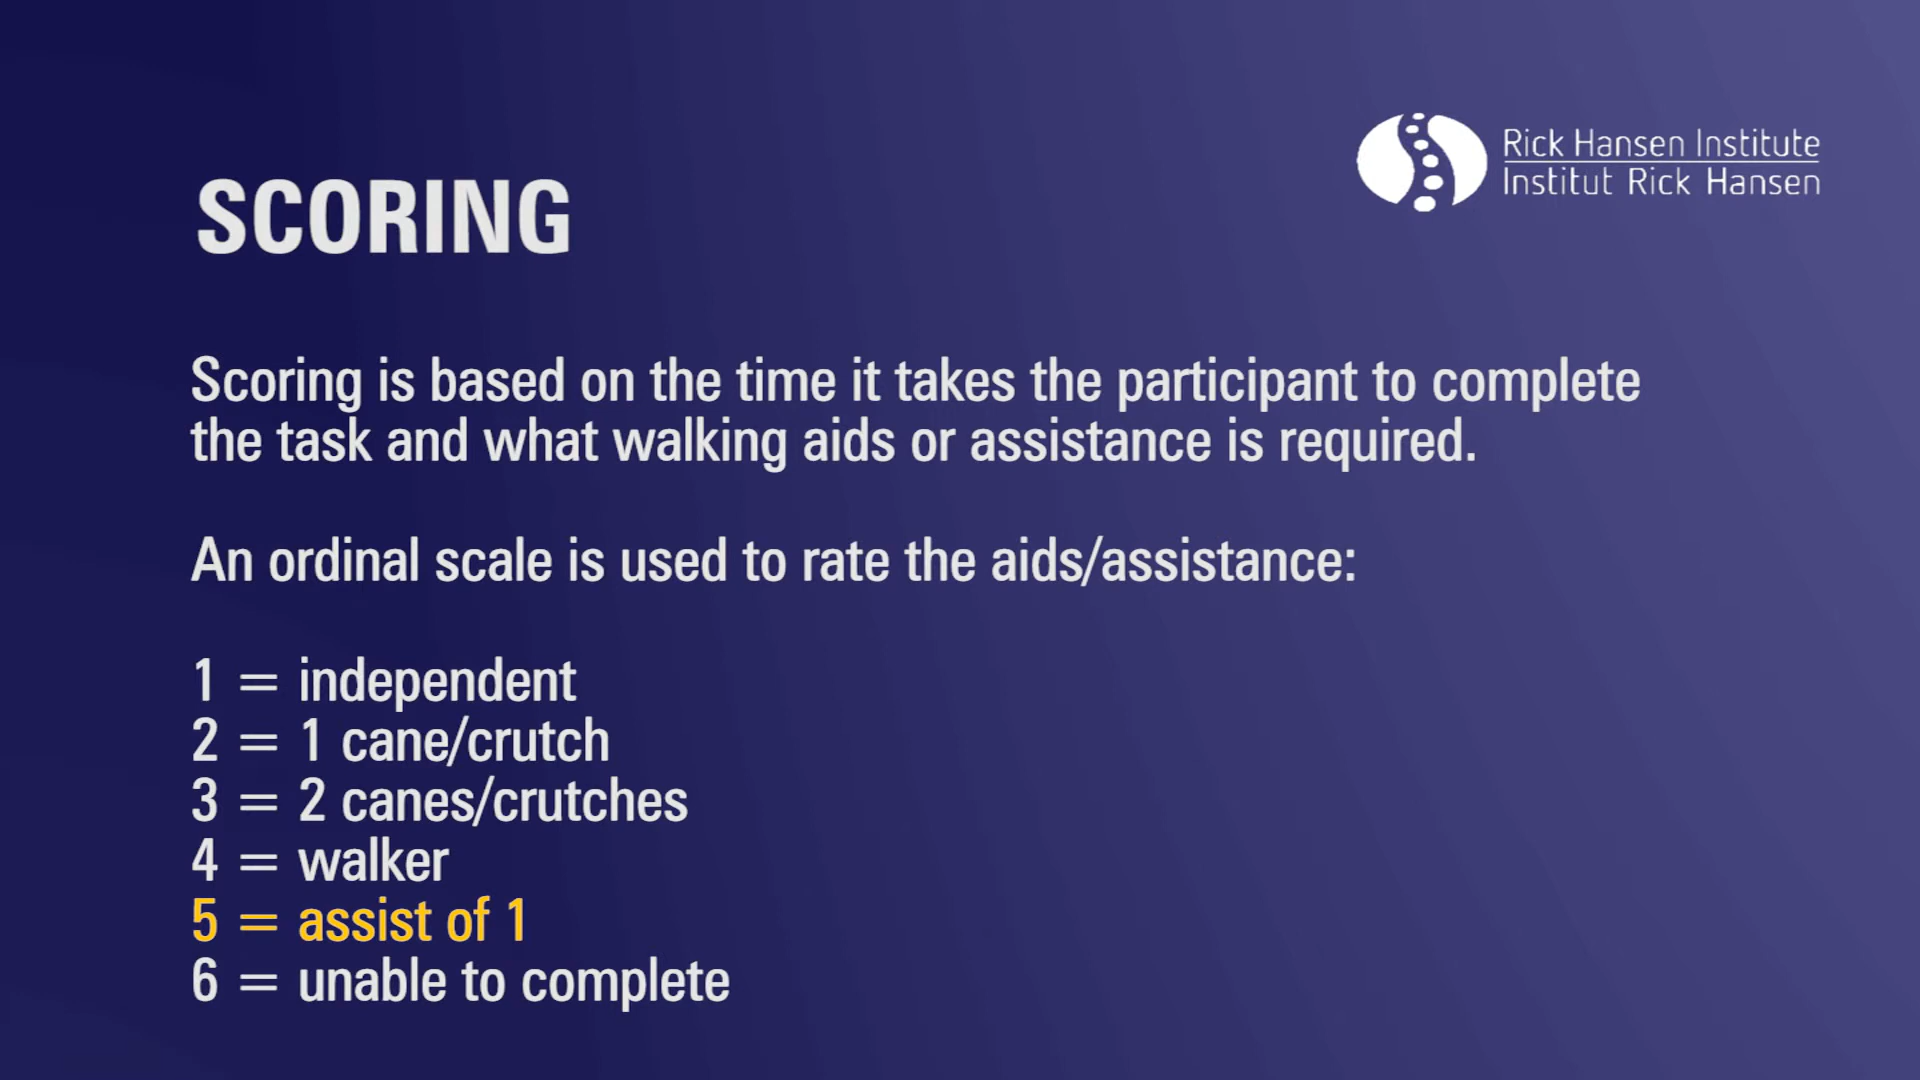 Rick Hansen Institute
Institut Rick Hansen
SCORING
Scoring is based on the time it takes the participant to complete
the task and what walking aids or assistance is required.
An ordinal scale is used to rate the aids/assistance:
1 = independent
2 = 1 cane/crutch
3 = 2 canes/crutches
4 = walker
5 = assist of 1
6 = unable to complete